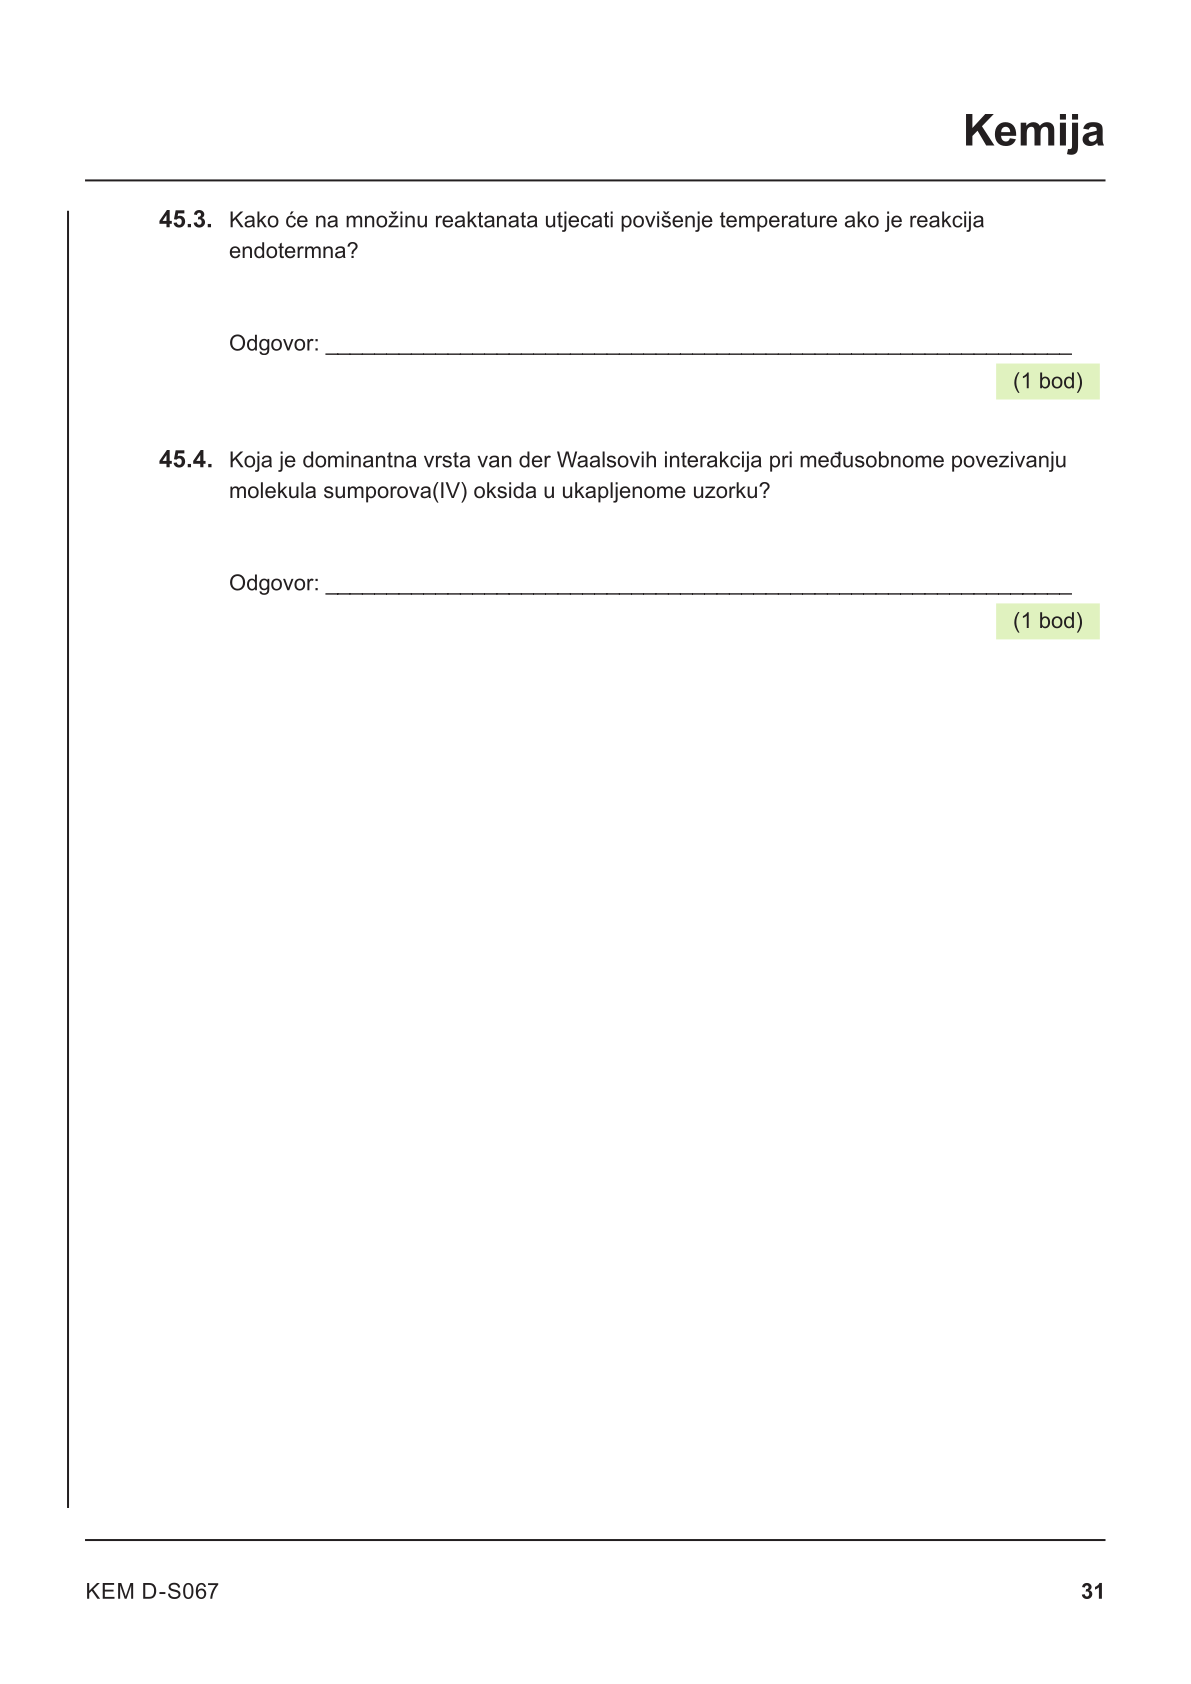 Kemija
45.3. Kako će na množinu reaktanata utjecati povišenje temperature ako je reakcija
endotermna?
Odgovor: ______________________________________________________________
(1 bod)
45.4. Koja je dominantna vrsta van der Waalsovih interakcija pri međusobnome povezivanju
molekula sumporova(IV) oksida u ukapljenome uzorku?
Odgovor: ______________________________________________________________
(1 bod)
KEM D-S067
31